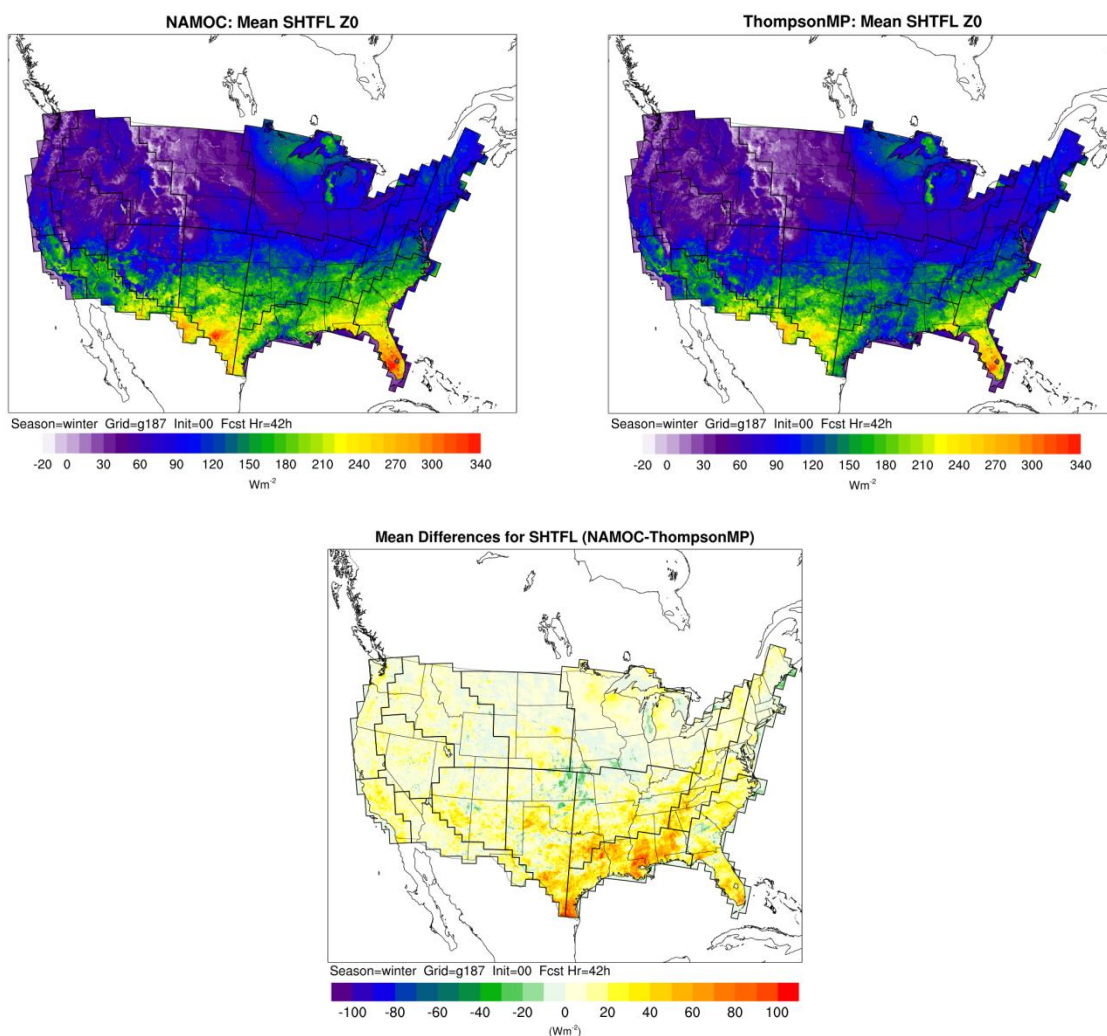 NAMOC: Mean SHTFL Z0
Season=winter Grid=g187 Init=00 Fcst Hr=42h
-20 0 30 60 90 120 150 180 210 240 270 300 340
Wm-2
ThompsonMP: Mean SHTFL Z0
Season=winter Grid=g187 Init=00 Fcst Hr=42h
-20 0 30 60 90 120 150 180 210 240 270 300 340
Wm-2
Mean Differences for SHTFL (NAMOC-ThompsonMP)
Season=winter Grid=g187 Init=00 Fcst Hr=42h
-100 -80 -60 -40 -20 0 20 40 60 80 100
(Wm-2)